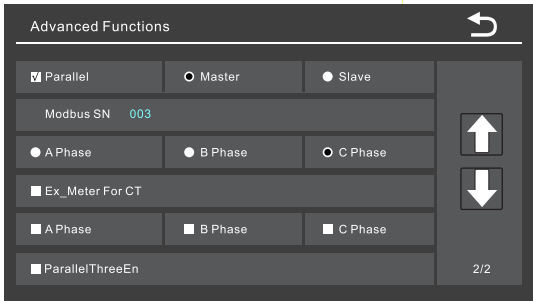 Advanced Functions
Parallel Master Slave
Modbus SN 003
A Phase B Phase C Phase
Ex_Meter For CT
A Phase B Phase C Phase
ParallelThreeEn 2/2